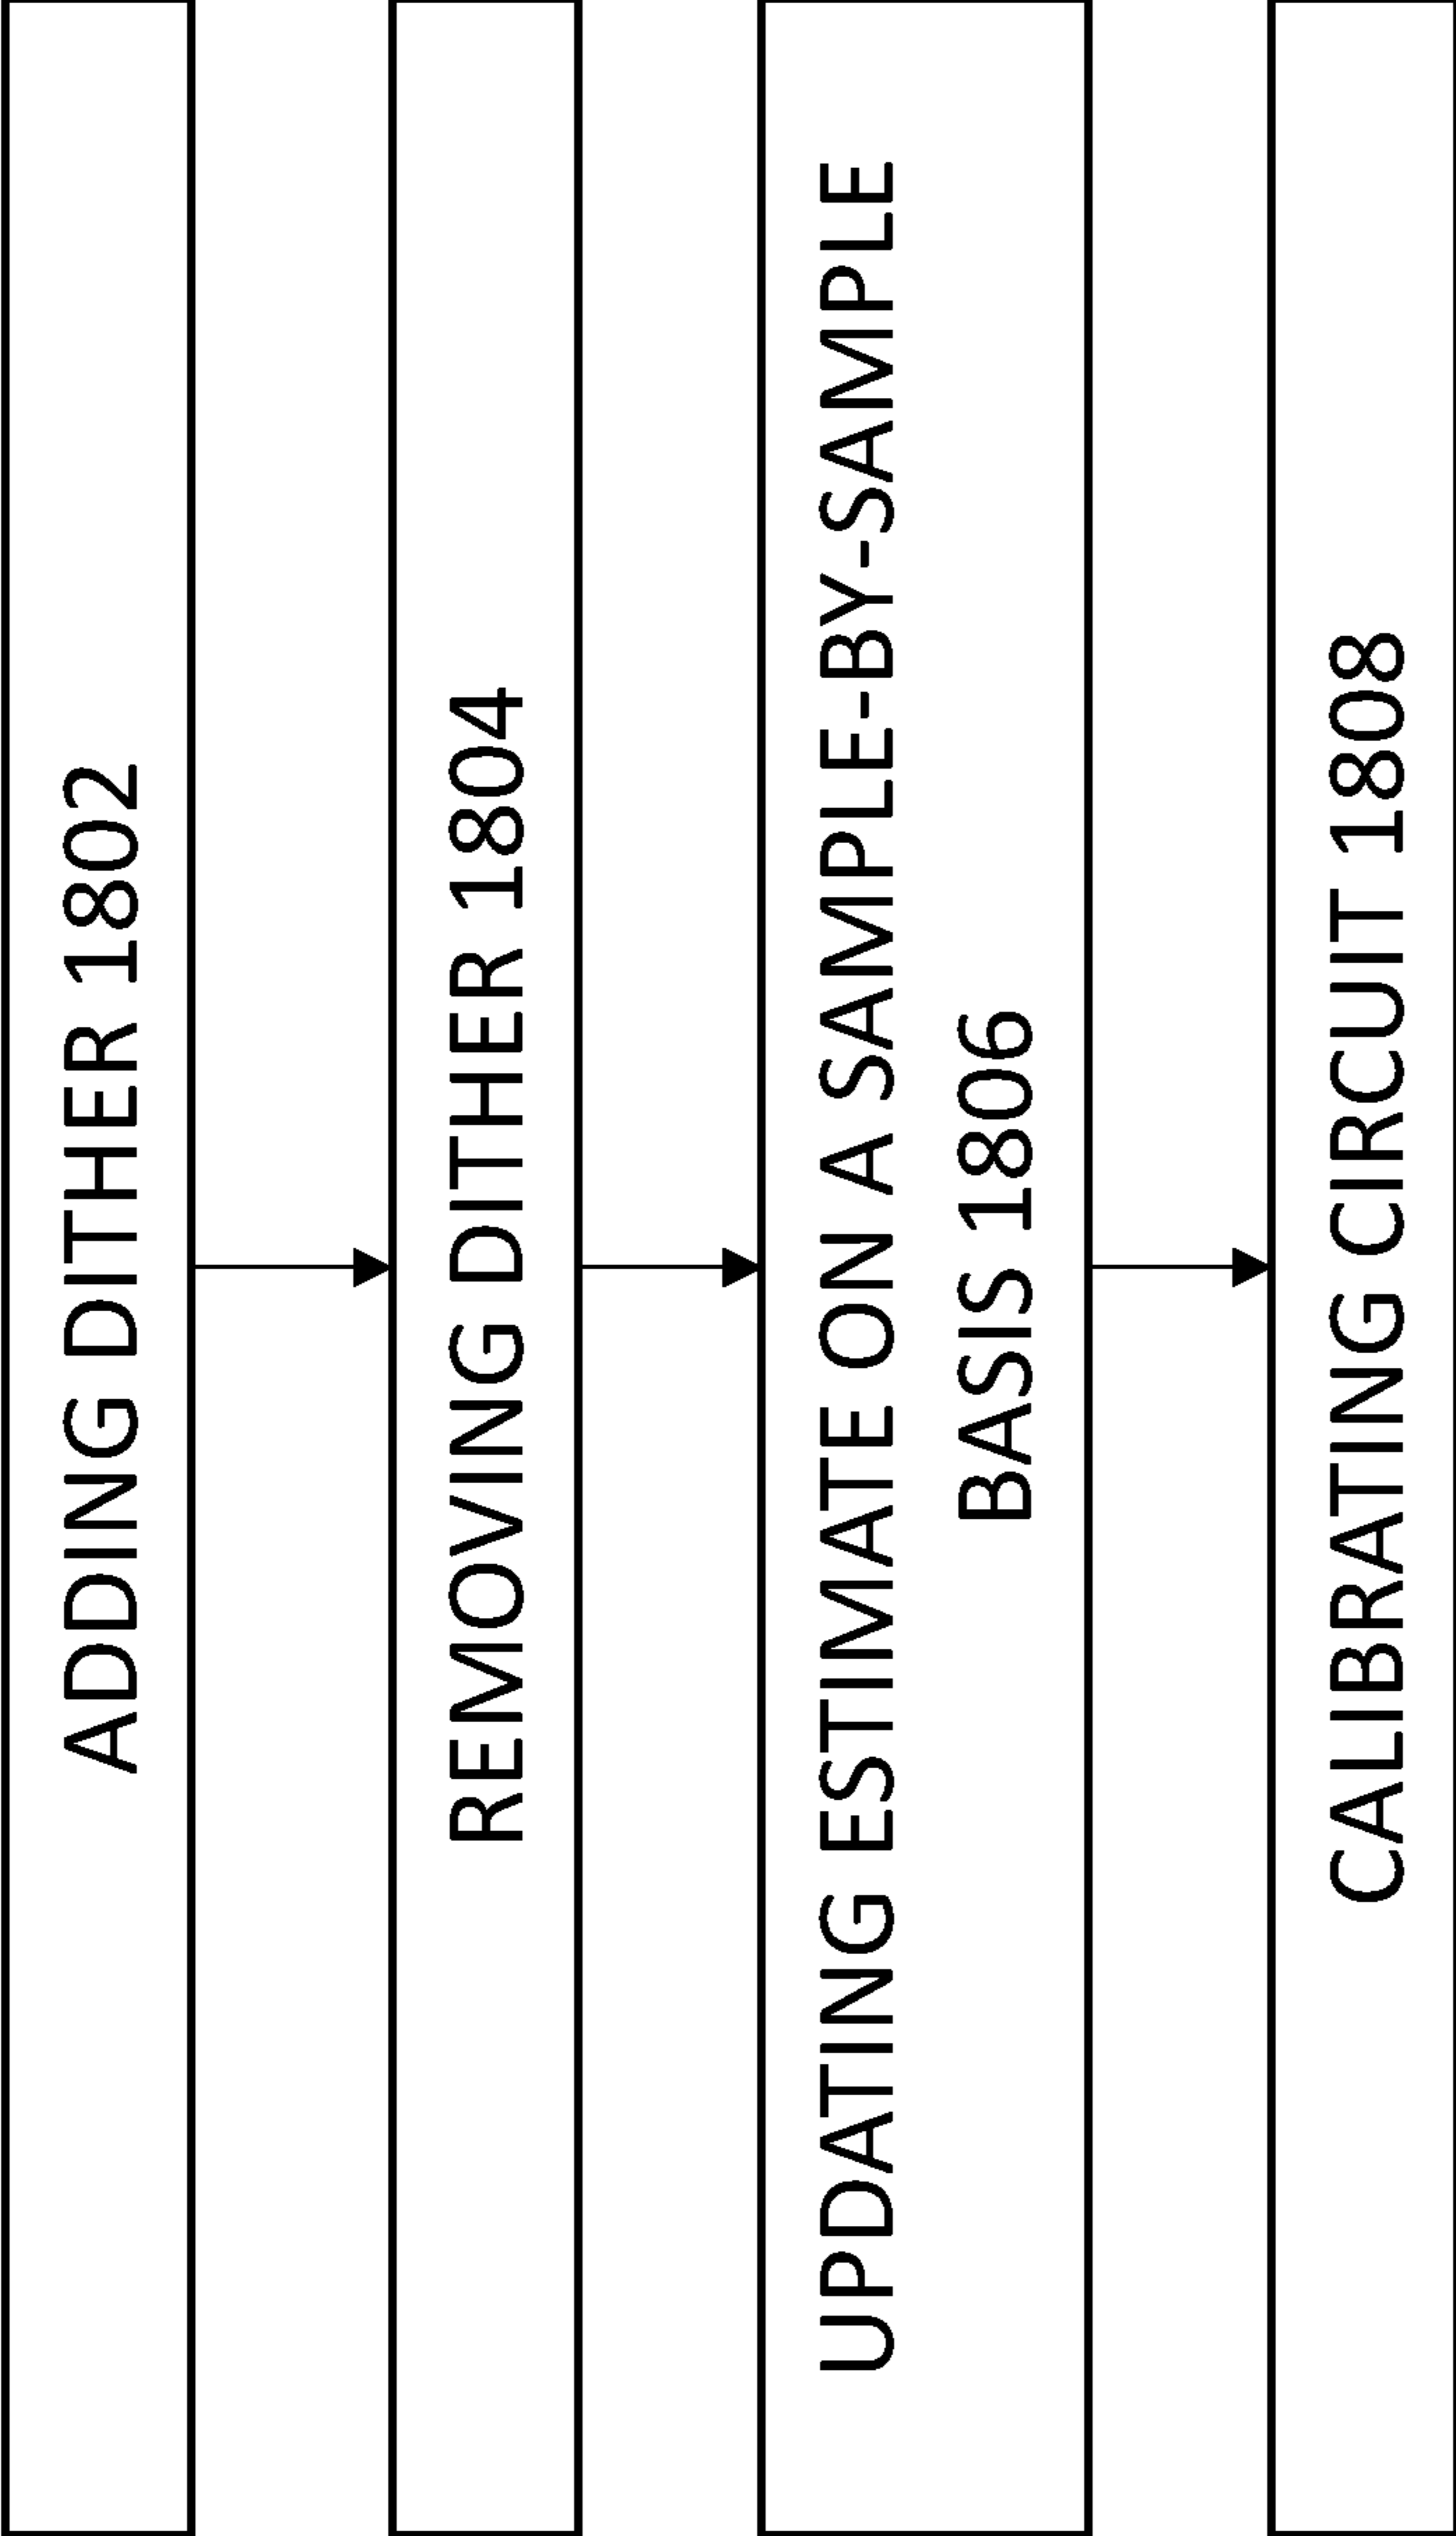 ADDING DITHER 1802
REMOVING DITHER 1804
UPDATING ESTIMATE ON A SAMPLE-BY-SAMPLE
BASIS 1806
CALIBRATING CIRCUIT 1808